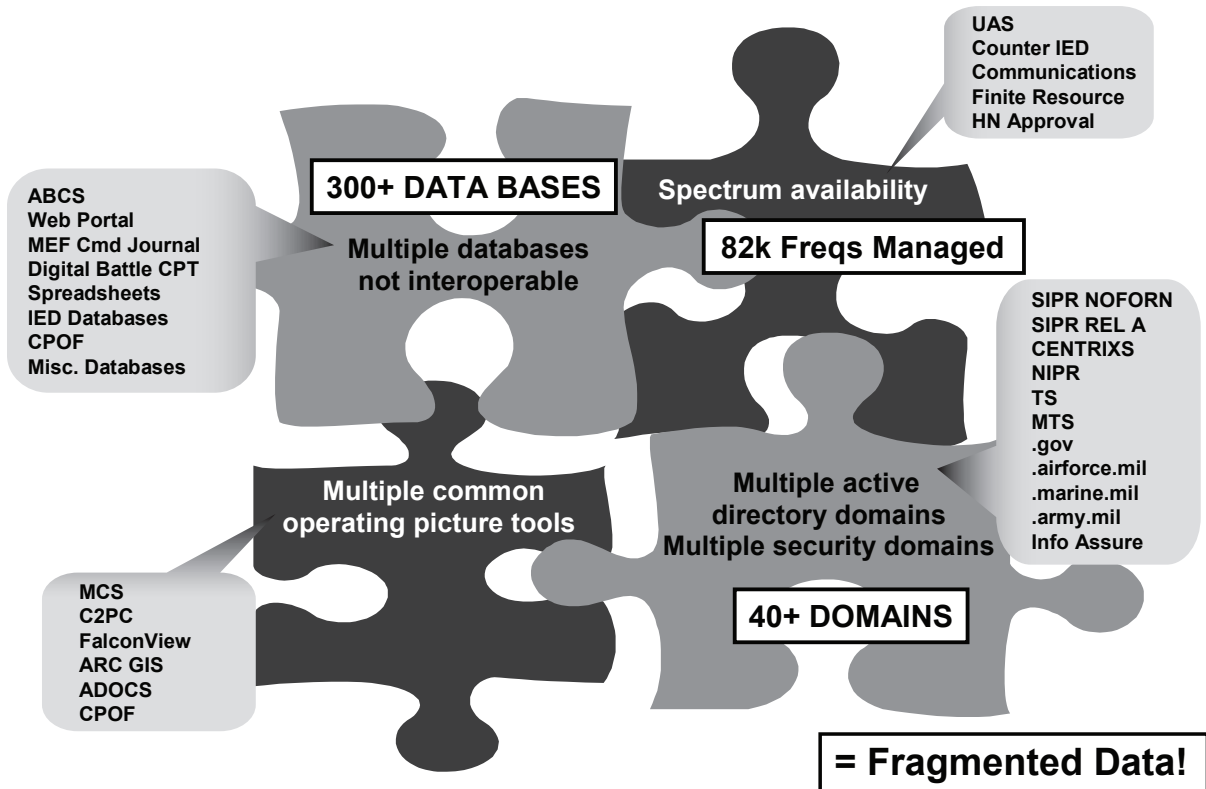 UAS
Counter IED
Communications
Finite Resource
HN Approval
300+ DATA BASES
Multiple databases
not interoperable
Spectrum availability
82k Freqs Managed
ABCS
Web Portal
MEF Cmd Journal
Digital Battle CPT
Spreadsheets
IED Databases
CPOF
Misc. Databases
SIPR NOFORN
SIPR REL A
CENTRIXS
NIPR
TS
MTS
.gov
.airforce.mil
.marine.mil
.army.mil
Info Assure
Multiple common
operating picture tools
Multiple active
directory domains
Multiple security domains
40+ DOMAINS
MCS
C2PC
FalconView
ARC GIS
ADOCS
CPOF
= Fragmented Data!